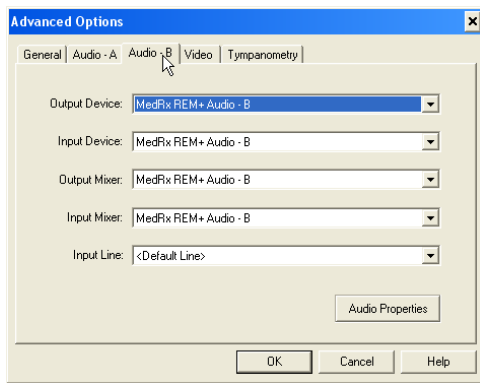 Advanced Options
General Audio - A Audio - B Video Tympanometry
Output Device: MedRx REM+ Audio - B
Input Device: MedRx REM+ Audio - B
Output Mixer: MedRx REM+ Audio - B
Input Mixer: MedRx REM+ Audio - B
Input Line: <Default Line>
Audio Properties
OK Cancel Help